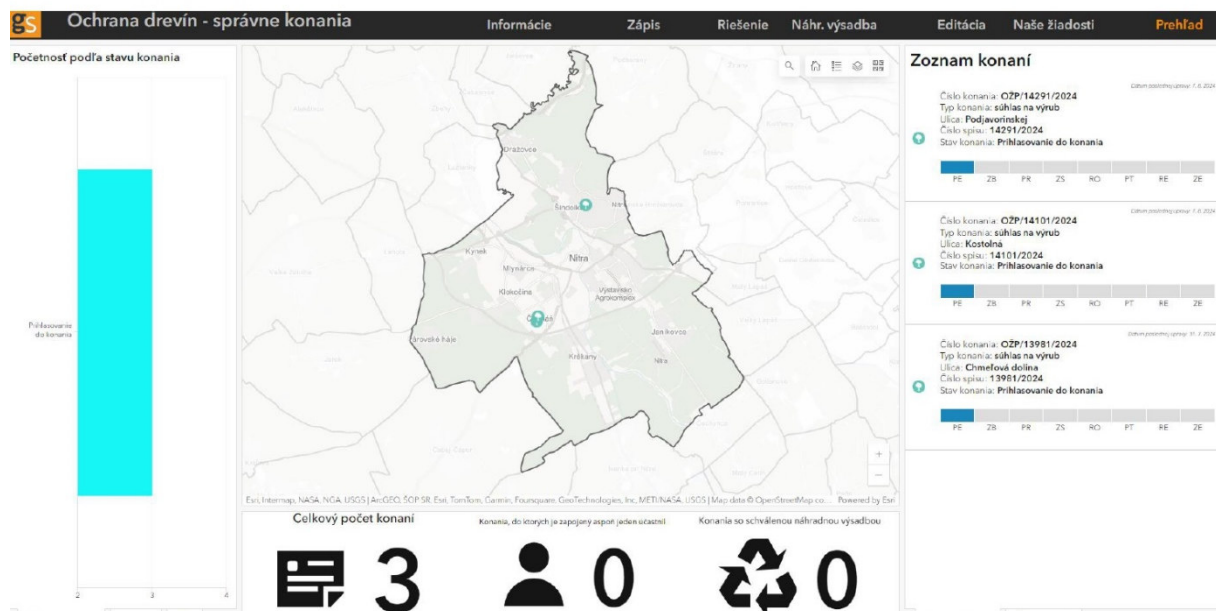 gS
Ochrana drevín - správne konania
Informácie
Zápis
Riešenie
Náhr. výsadba
Editácia
Naše žiadosti
Prehľad
Početnosť podľa stavu konania
Prihlasovanie
do konania
2
3
4
Dražovce
Nitra
Kynek
Mlynárce
Klokočina
Výstavisko
Agrokomplex
Janíkovce
Krškány
Nitra
Esri, Intermap, NASA, NGA, USGS | ArcGEO, ŠOP SR, Esri, TomTom, Garmin, Foursquare, GeoTechnologies, Inc, METI/NASA, USGS | Map data © OpenStreetMap co... Powered by Esri
Celkový počet konaní
3
Konania, do ktorých je zapojený aspoň jeden účastník
0
Konania so schválenou náhradnou výsadbou
0
Zoznam konaní
Dátum poslednej úpravy: 7. 8. 2024
Číslo konania: OŽP/14291/2024
Typ konania: súhlas na výrub
Ulica: Podjavorinskej
Číslo spisu: 14291/2024
Stav konania: Prihlasovanie do konania
PE ZB PR ZS RO PT RE ZE
Číslo konania: OŽP/14101/2024
Typ konania: súhlas na výrub
Ulica: Kostolná
Číslo spisu: 14101/2024
Stav konania: Prihlasovanie do konania
PE ZB PR ZS RO PT RE ZE
Číslo konania: OŽP/13981/2024
Typ konania: súhlas na výrub
Ulica: Chmeľová dolina
Číslo spisu: 13981/2024
Stav konania: Prihlasovanie do konania
PE ZB PR ZS RO PT RE ZE